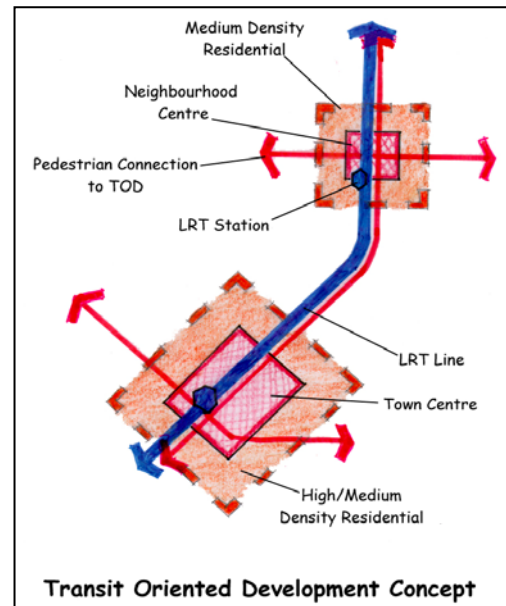 Medium Density
Residential
Neighbourhood
Centre
Pedestrian Connection
to TOD
LRT Station
LRT Line
Town Centre
High/Medium
Density Residential
Transit Oriented Development Concept